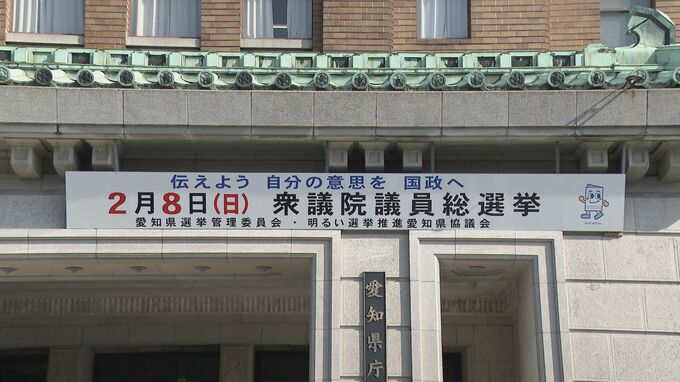 伝えよう 自分の意思を 国政へ
2月8日(日) 衆議院議員総選挙
愛知県選挙管理委員会・明るい選挙推進愛知県協議会
愛知県庁